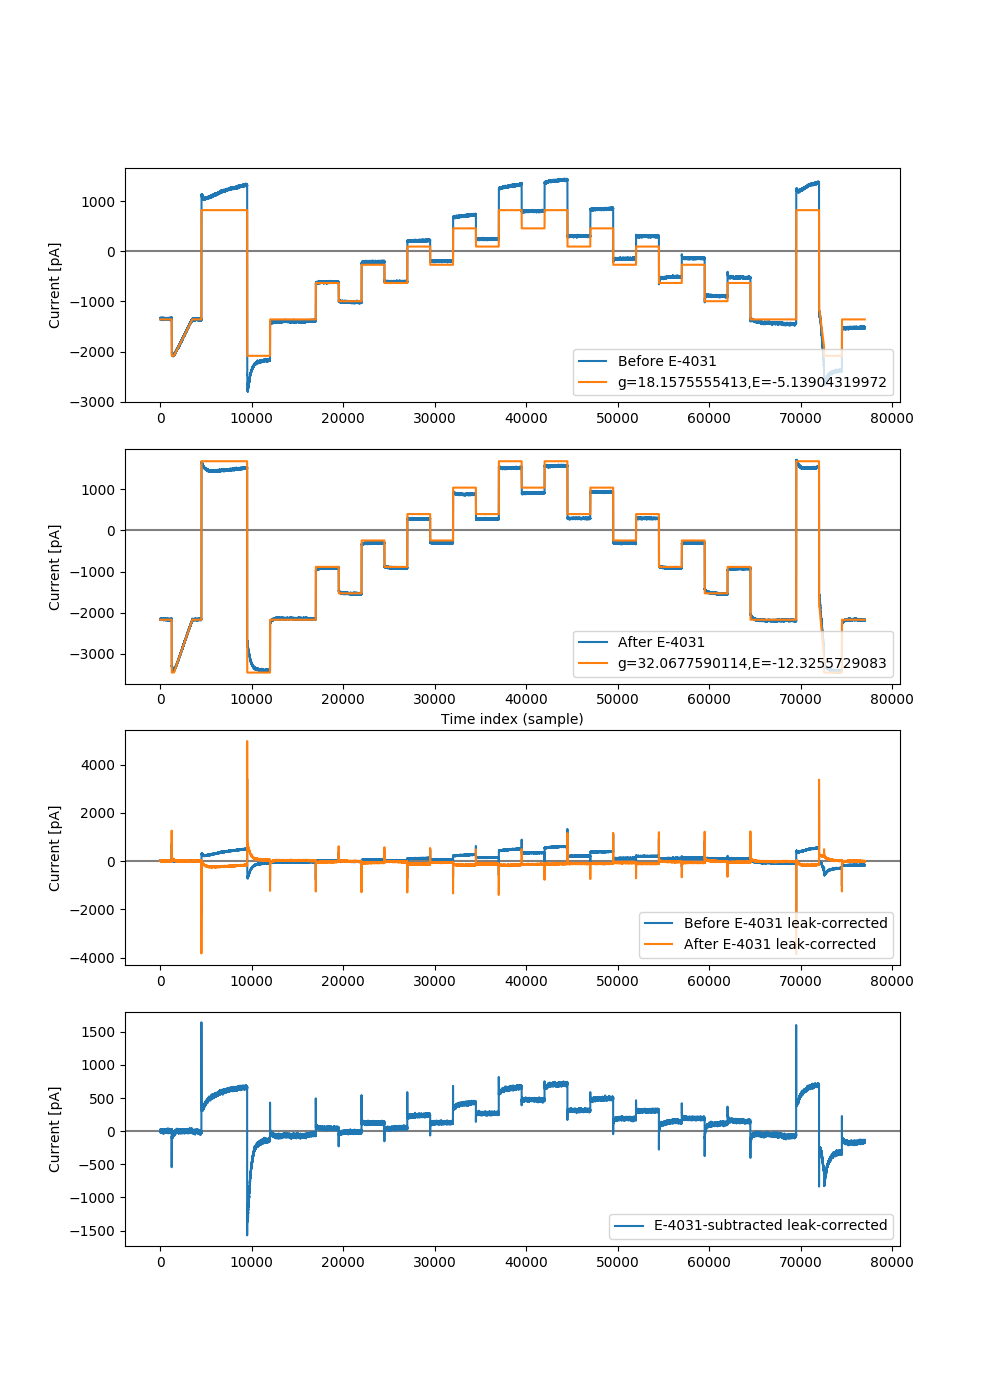 1000
0
−1000
−2000
−3000
Current [pA]
0 10000 20000 30000 40000 50000 60000 70000 80000
Before E-4031
g=18.1575555413,E=-5.13904319972
1000
0
−1000
−2000
−3000
Current [pA]
0 10000 20000 30000 40000 50000 60000 70000 80000
Time index (sample)
After E-4031
g=32.0677590114,E=-12.3255729083
4000
2000
0
−2000
−4000
Current [pA]
0 10000 20000 30000 40000 50000 60000 70000 80000
Before E-4031 leak-corrected
After E-4031 leak-corrected
1500
1000
500
0
−500
−1000
−1500
Current [pA]
0 10000 20000 30000 40000 50000 60000 70000 80000
E-4031-subtracted leak-corrected